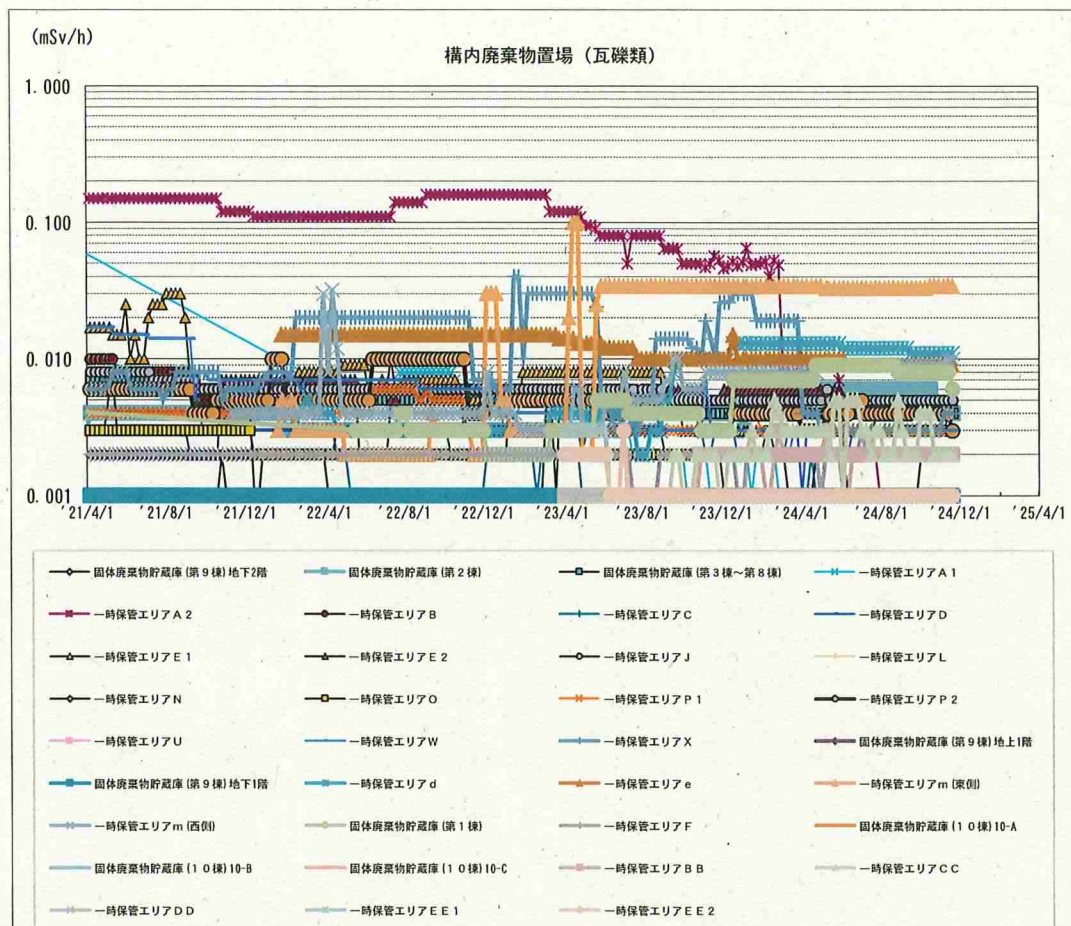 (mSv/h)
構内廃棄物置場（瓦礫類）
1.000
0.100
0.010
0.001
21/4/1 21/8/1 21/12/1 22/4/1 22/8/1 22/12/1 23/4/1 23/8/1 23/12/1 24/4/1 24/8/1 24/12/1 25/4/1
固体廃棄物貯蔵庫(第9棟)地下2階 固体廃棄物貯蔵庫(第2棟) 固体廃棄物貯蔵庫(第3棟～第8棟) 一時保管エリアA1
一時保管エリアA2 一時保管エリアB 一時保管エリアC 一時保管エリアD
一時保管エリアE1 一時保管エリアE2 一時保管エリアJ 一時保管エリアL
一時保管エリアN 一時保管エリアO 一時保管エリアP1 一時保管エリアP2
一時保管エリアU 一時保管エリアW 一時保管エリアX 固体廃棄物貯蔵庫(第9棟)地上1階
固体廃棄物貯蔵庫(第9棟)地下1階 一時保管エリアd 一時保管エリアe 一時保管エリアm(東側)
一時保管エリアm(西側) 固体廃棄物貯蔵庫(第1棟) 一時保管エリアF 固体廃棄物貯蔵庫(10棟)10-A
固体廃棄物貯蔵庫(10棟)10-B 固体廃棄物貯蔵庫(10棟)10-C 一時保管エリアBB 一時保管エリアCC
一時保管エリアDD 一時保管エリアEE1 一時保管エリアEE2